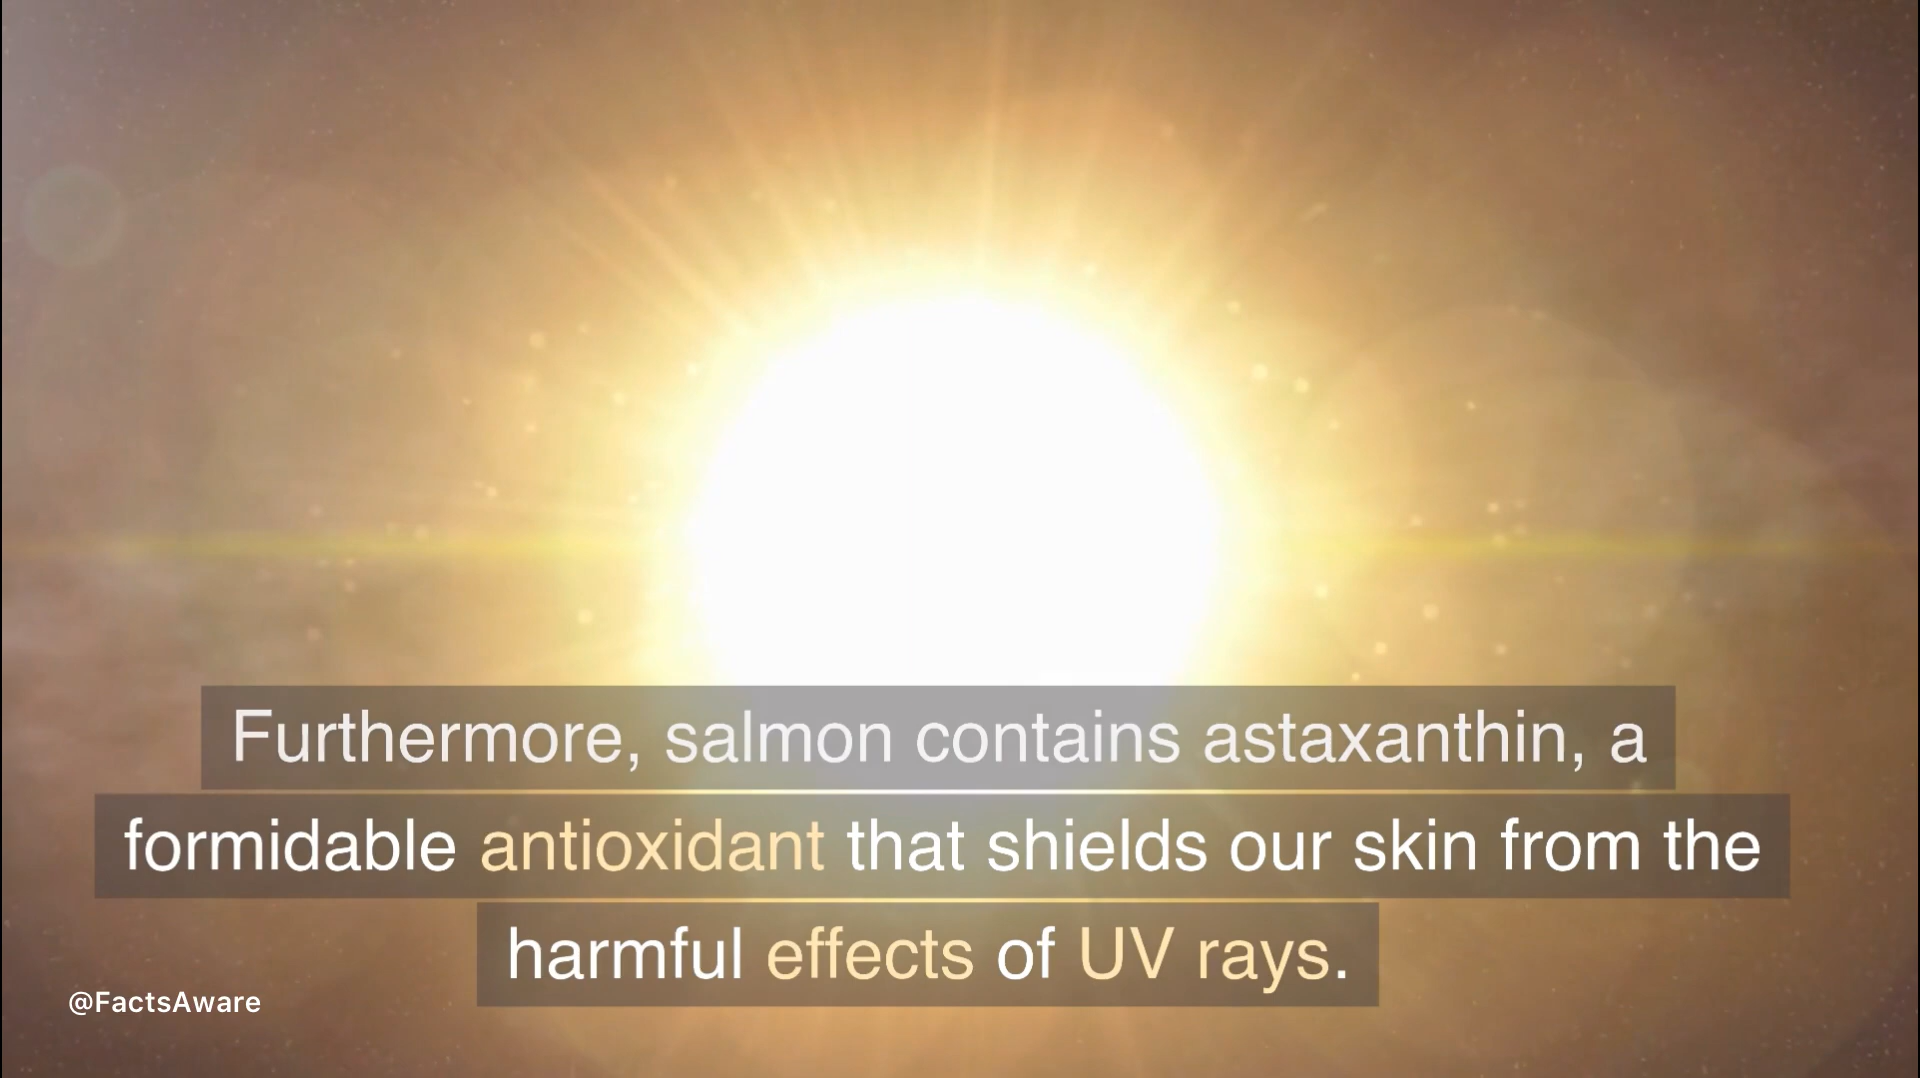 Furthermore, salmon contains astaxanthin, a
formidable antioxidant that shields our skin from the
harmful effects of UV rays.
@FactsAware